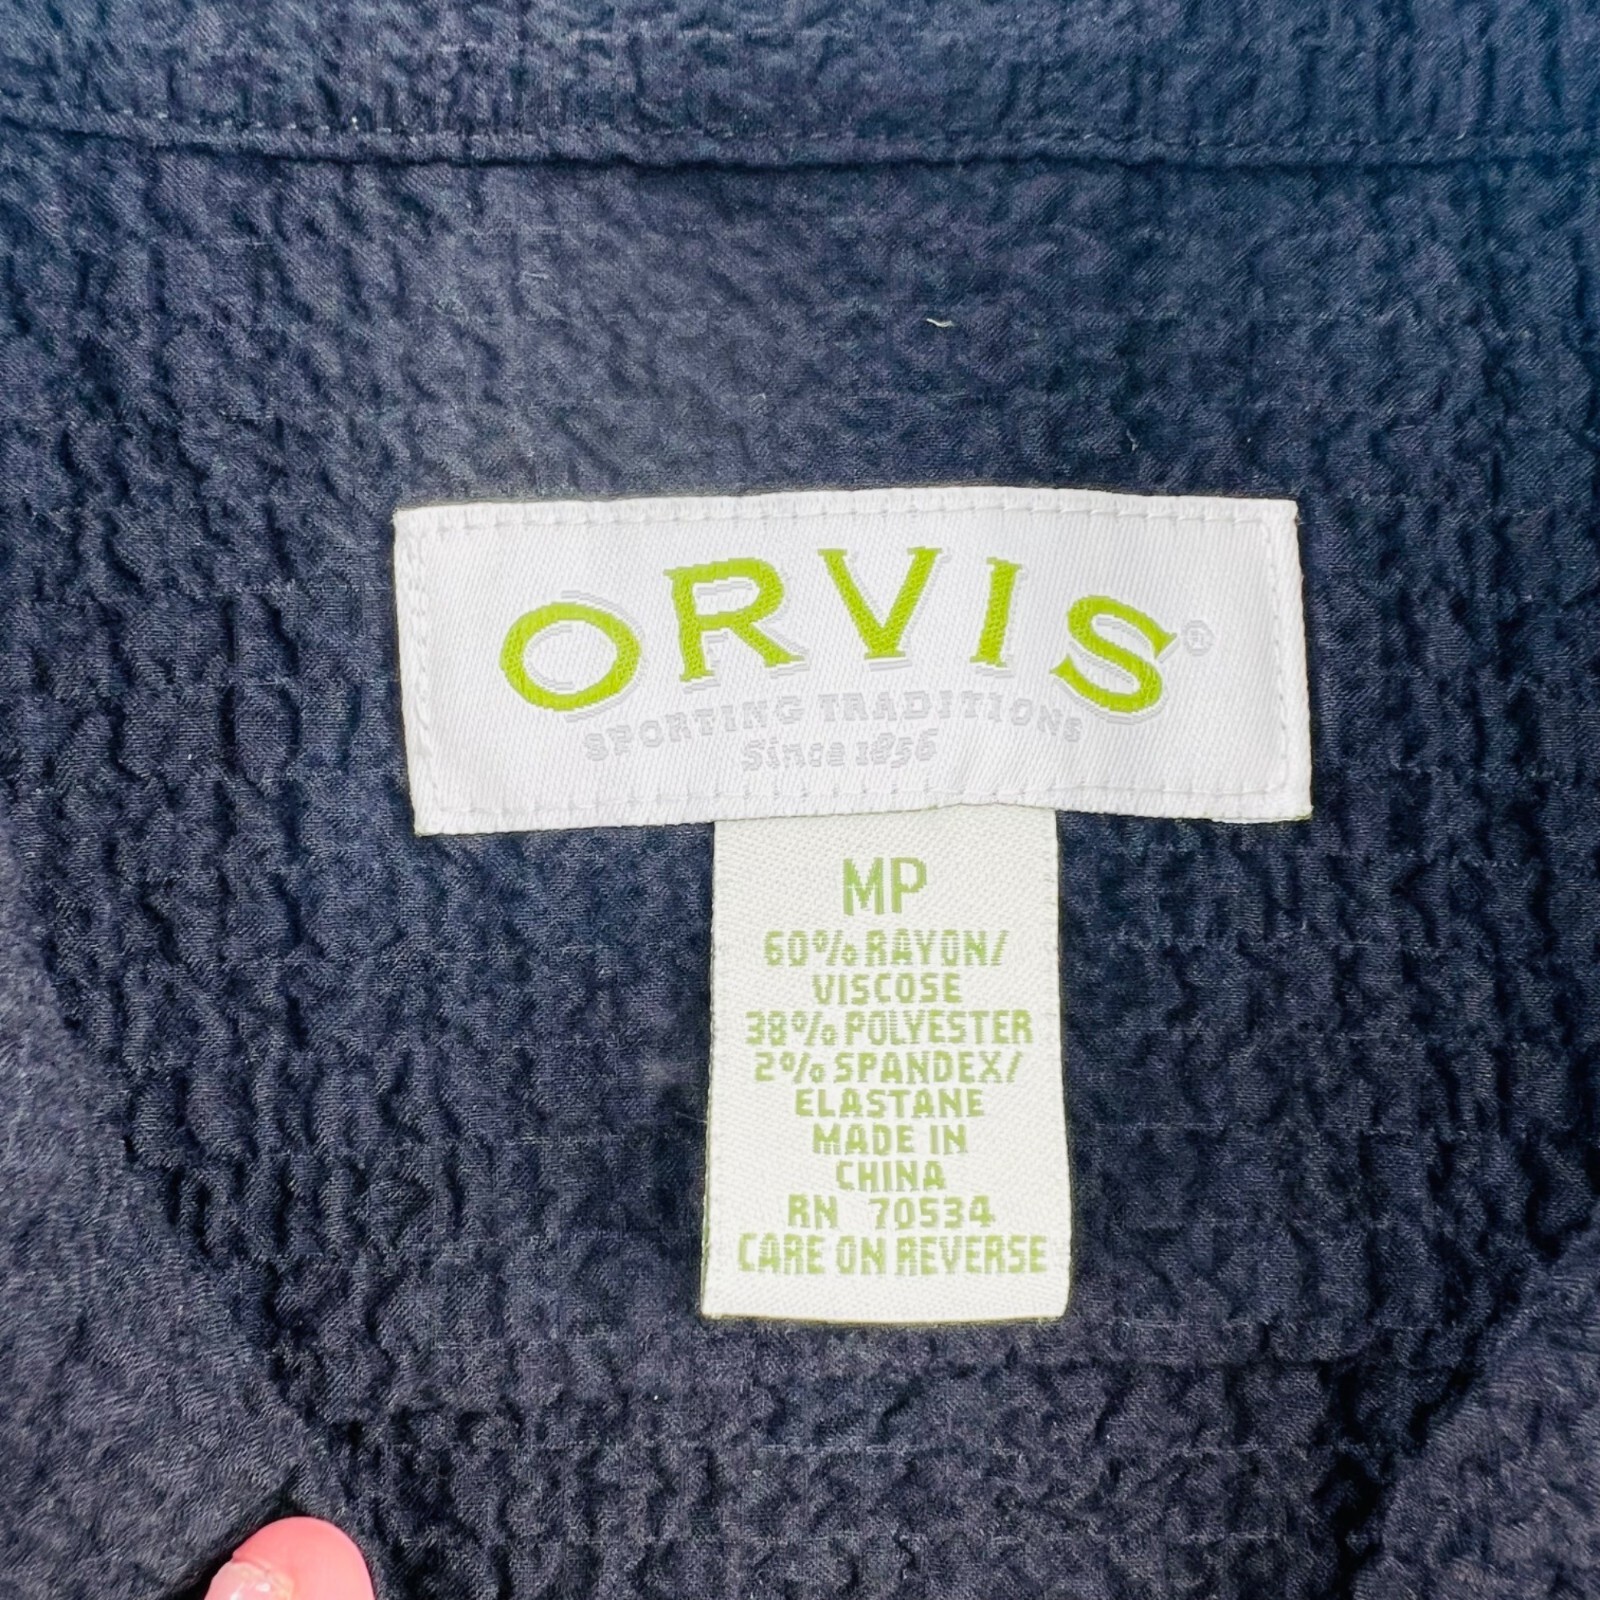 ORVIS®
SPORTING TRADITIONS
Since 1856
MP
60% RAYON/
VISCOSE
38% POLYESTER
2% SPANDEX/
ELASTANE
MADE IN
CHINA
RN 70534
CARE ON REVERSE